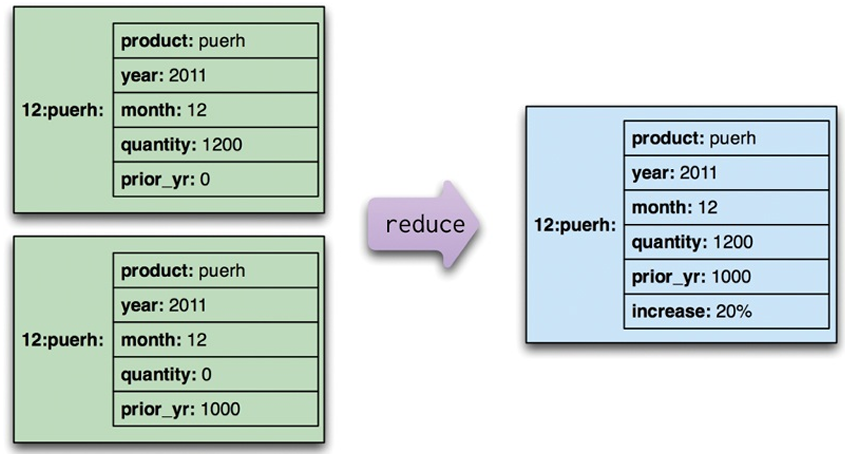 product: puerh
year: 2011
12:puerh: month: 12
quantity: 1200
prior_yr: 0
product: puerh
year: 2011
12:puerh: month: 12
quantity: 0
prior_yr: 1000
reduce
product: puerh
year: 2011
month: 12
12:puerh:
quantity: 1200
prior_yr: 1000
increase: 20%